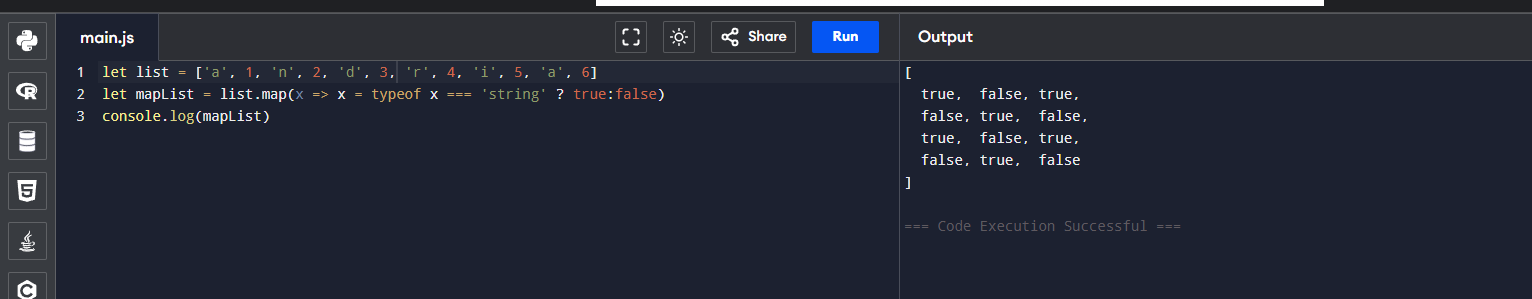 main.js
Share
Run
Output
1 let list = ['a', 1, 'n', 2, 'd', 3, 'r', 4, 'i', 5, 'a', 6]
2 let mapList = list.map(x => x = typeof x === 'string' ? true:false)
3 console.log(mapList)
[
true, false, true,
false, true, false,
true, false, true,
false, true, false
]
=== Code Execution Successful ===